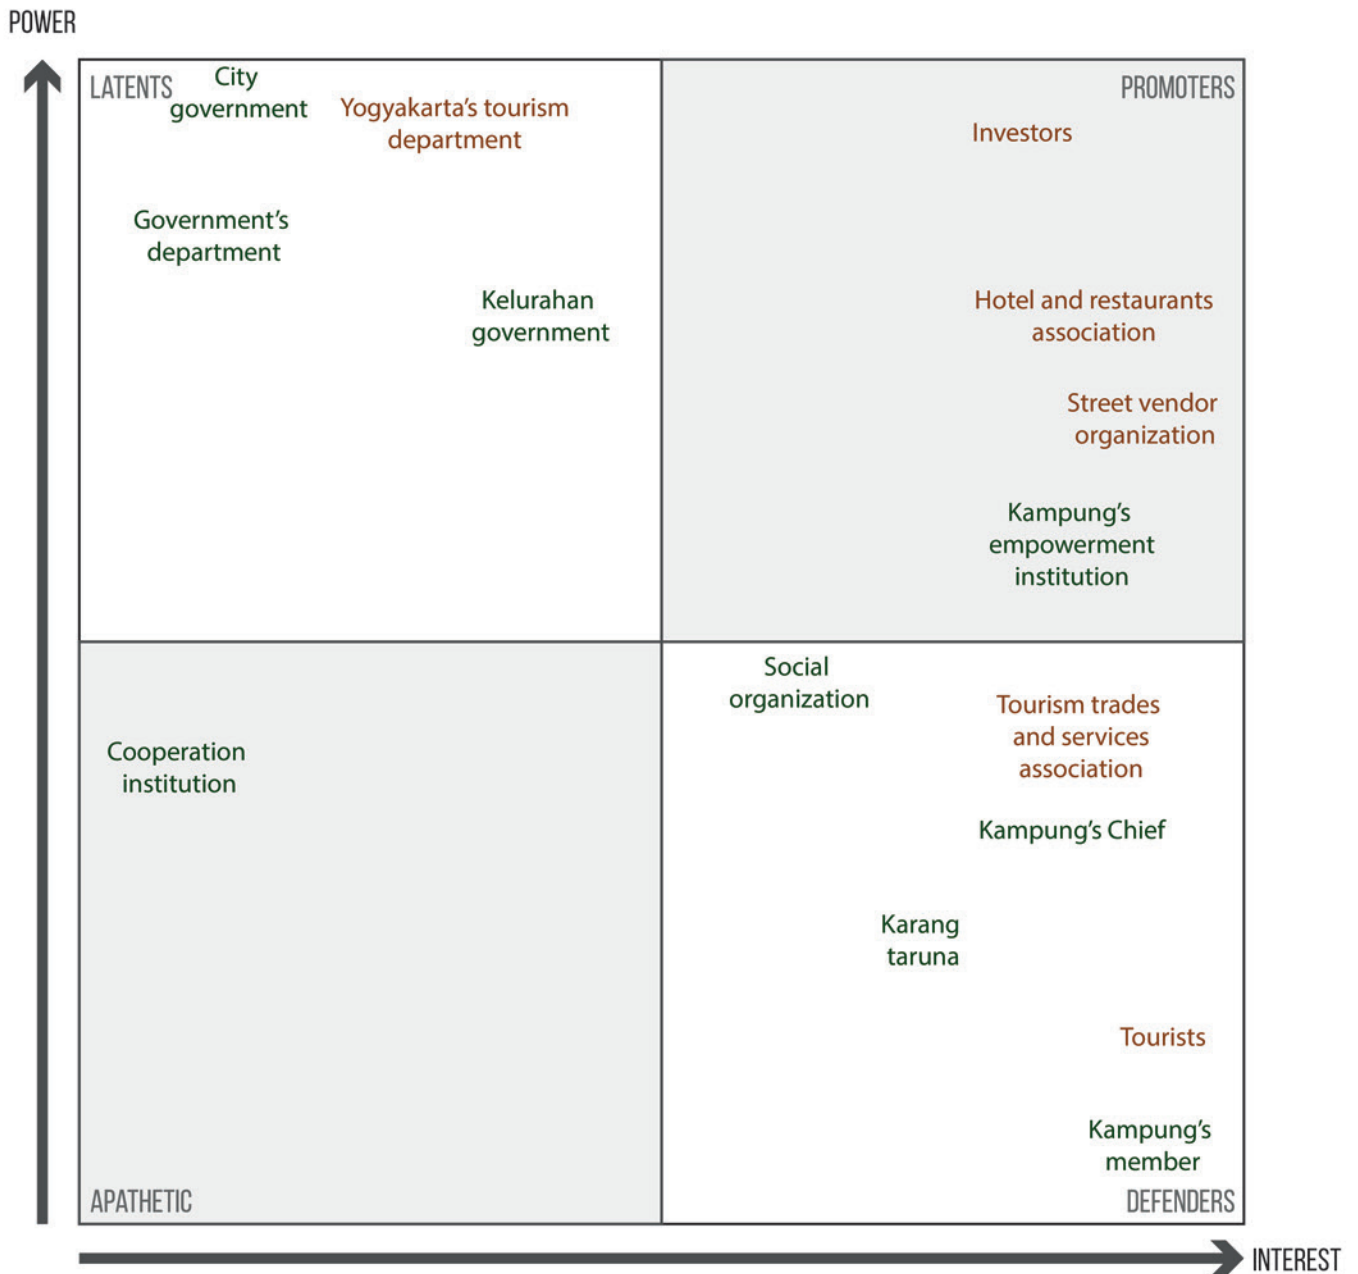 POWER
LATENTS
City
government
Yogyakarta's tourism
department
Government's
department
Kelurahan
government
PROMOTERS
Investors
Hotel and restaurants
association
Street vendor
organization
Kampung's
empowerment
institution
Cooperation
institution
APATHETIC
Social
organization
Tourism trades
and services
association
Kampung's Chief
Karang
taruna
Tourists
Kampung's
member
DEFENDERS
INTEREST